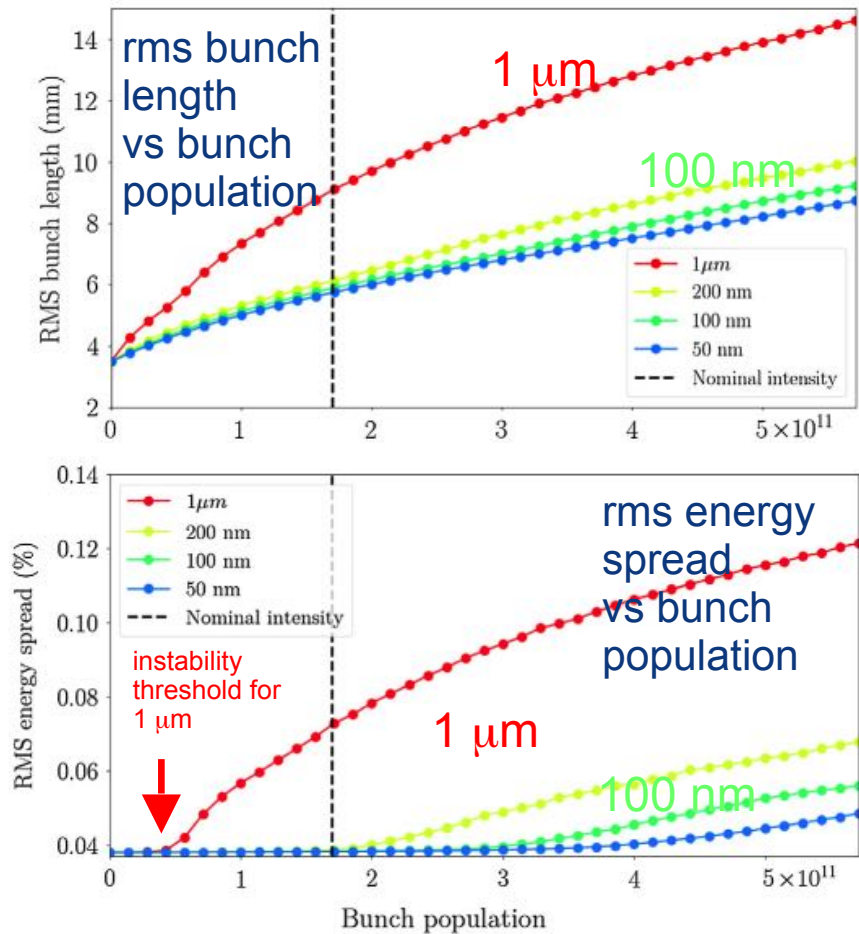 rms bunch
length
vs bunch
population
1 μm
100 nm
RMS bunch length (mm)
14
12
10
8
6
4
2
1μm
200 nm
100 nm
50 nm
Nominal intensity
0 1 2 3 4 5×10¹¹
0.14
0.12
0.10
0.08
0.06
0.04
RMS energy spread (%)
1μm
200 nm
100 nm
50 nm
Nominal intensity
rms energy
spread
vs bunch
population
instability
threshold for
1 μm
1 μm
100 nm
0 1 2 3 4 5×10¹¹
Bunch population